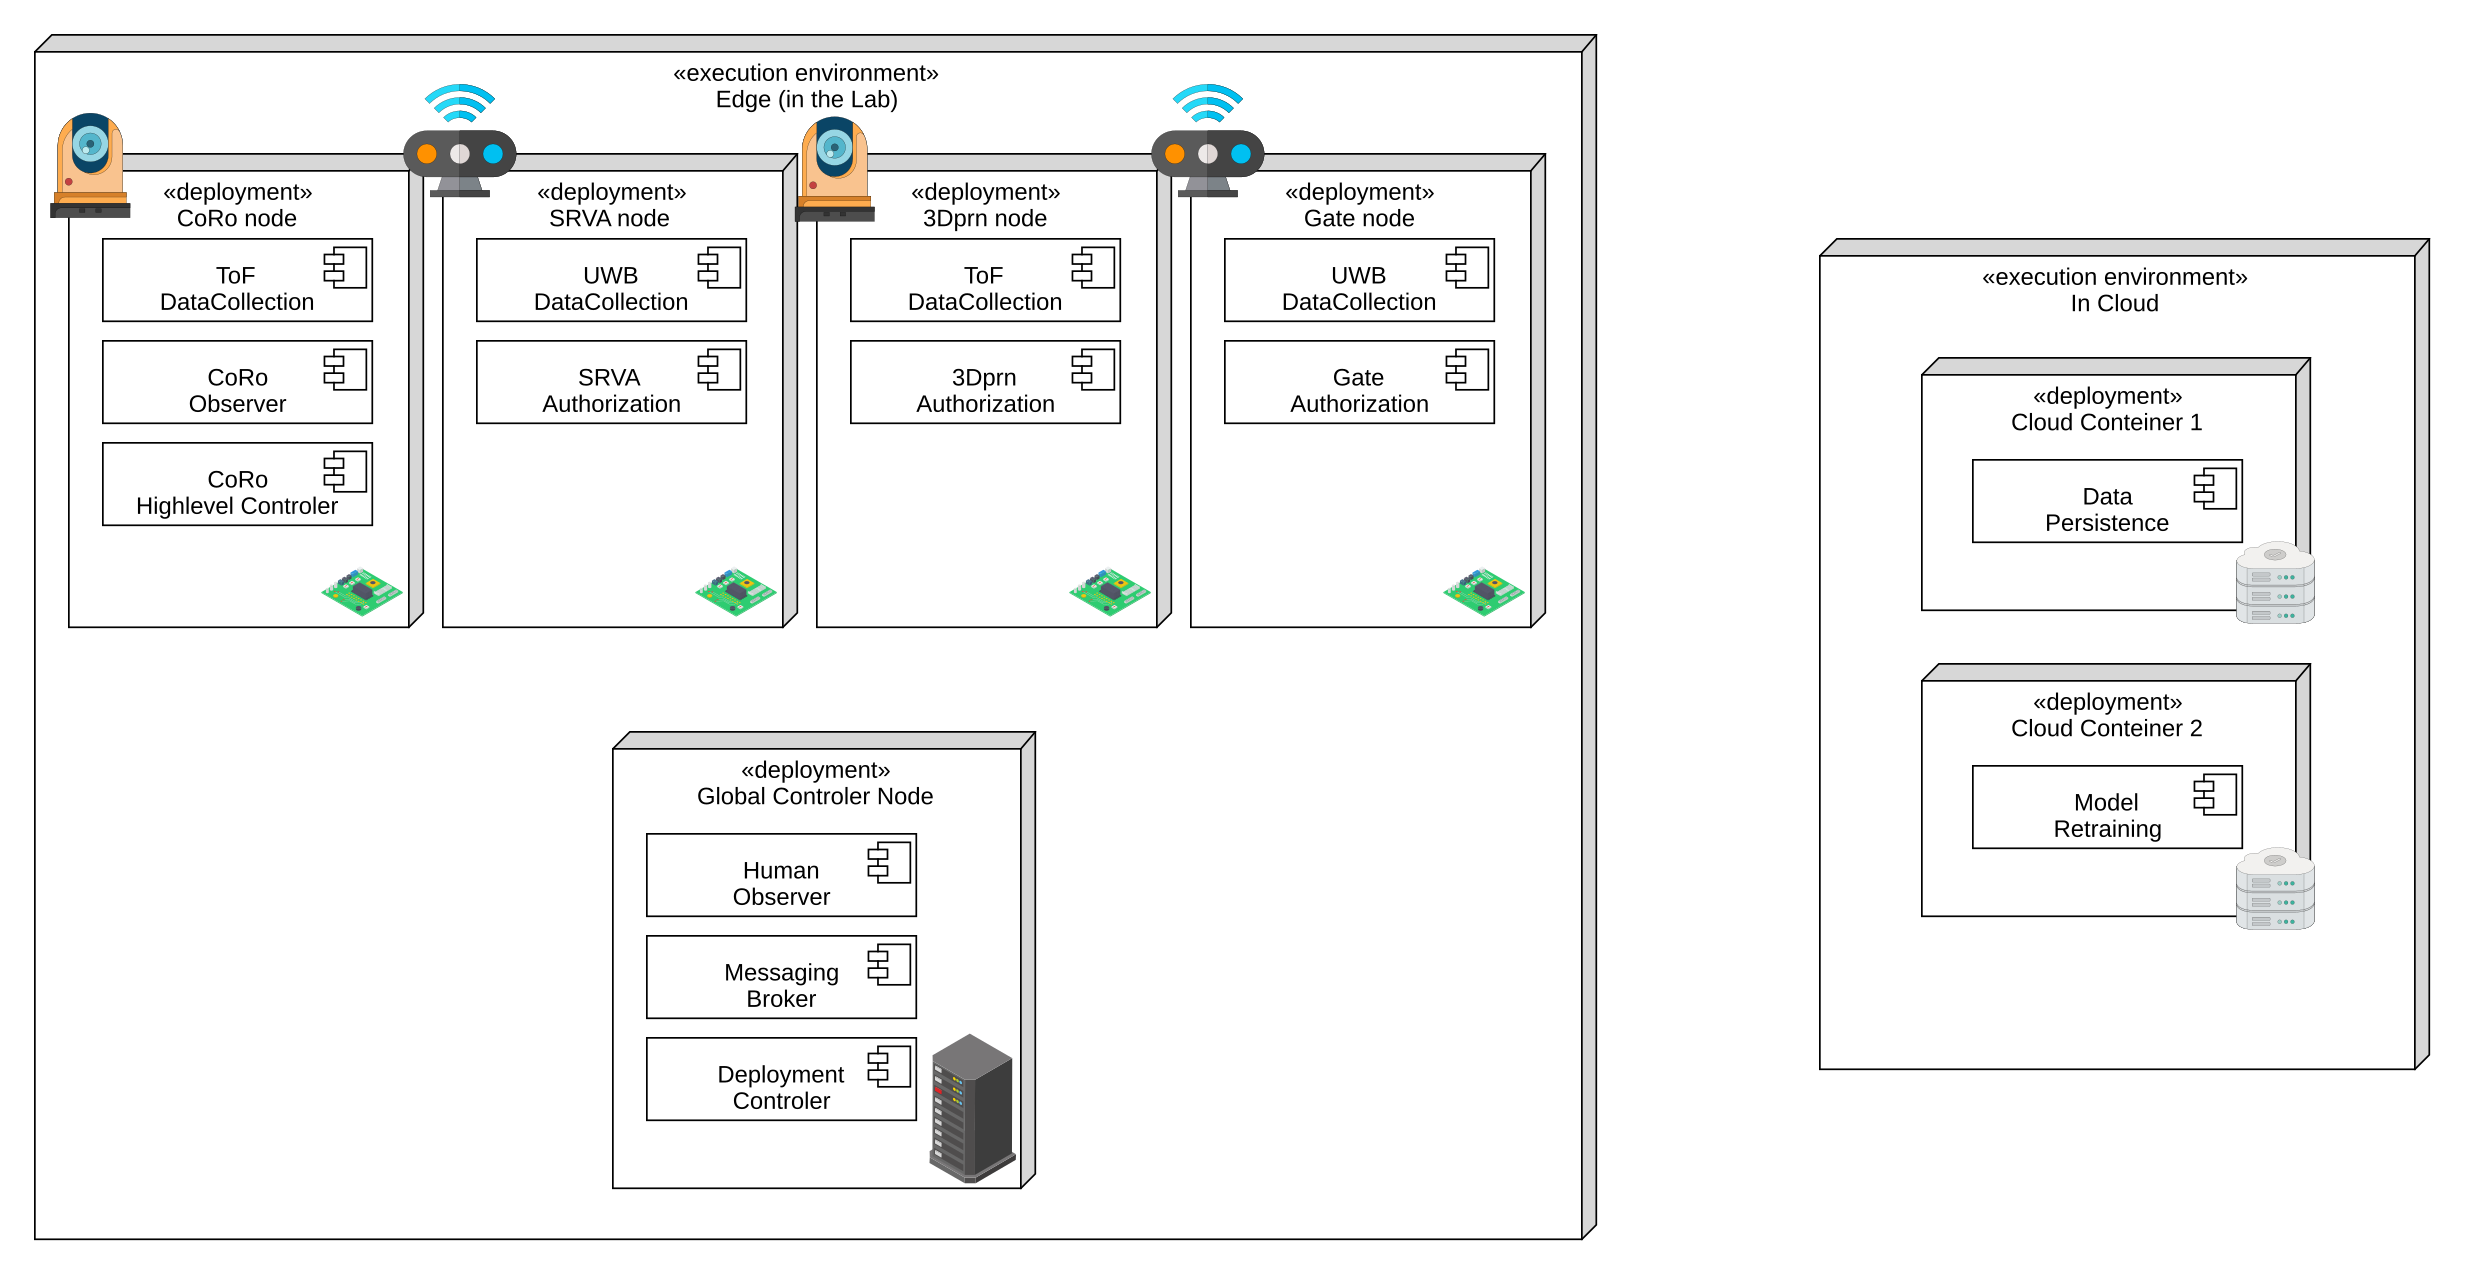 «execution environment»
Edge (in the Lab)
«deployment»
CoRo node
ToF
DataCollection
CoRo
Observer
CoRo
Highlevel Controler
«deployment»
SRVA node
UWB
DataCollection
SRVA
Authorization
«deployment»
3Dprn node
ToF
DataCollection
3Dprn
Authorization
«deployment»
Gate node
UWB
DataCollection
Gate
Authorization
«deployment»
Global Controler Node
Human
Observer
Messaging
Broker
Deployment
Controler
«execution environment»
In Cloud
«deployment»
Cloud Conteiner 1
Data
Persistence
«deployment»
Cloud Conteiner 2
Model
Retraining